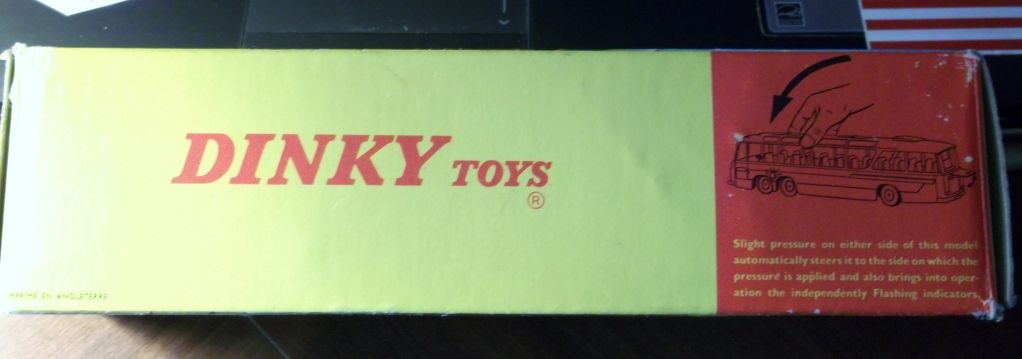 DINKY TOYS
®
Slight pressure on either side of this model
automatically steers it to the side on which the
pressure is applied and also brings into oper-
ation the independently Flashing indicators.
IMPRIMÉ EN ANGLETERRE